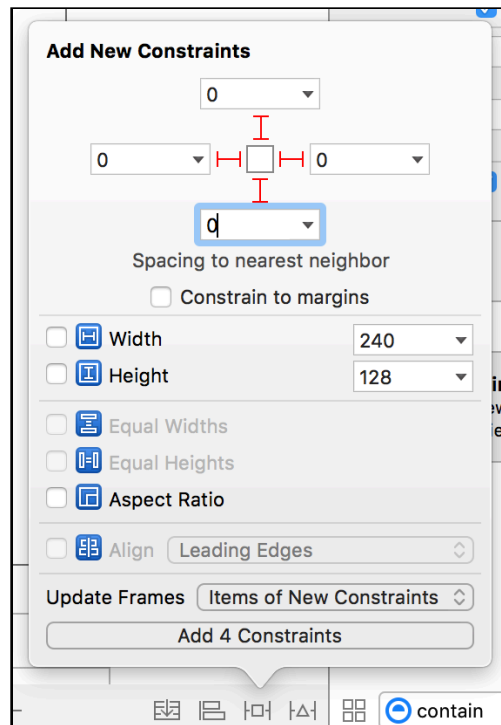 Add New Constraints
0
0 0
0
Spacing to nearest neighbor
Constrain to margins
Width 240
Height 128
Equal Widths
Equal Heights
Aspect Ratio
Align Leading Edges
Update Frames Items of New Constraints
Add 4 Constraints
contain